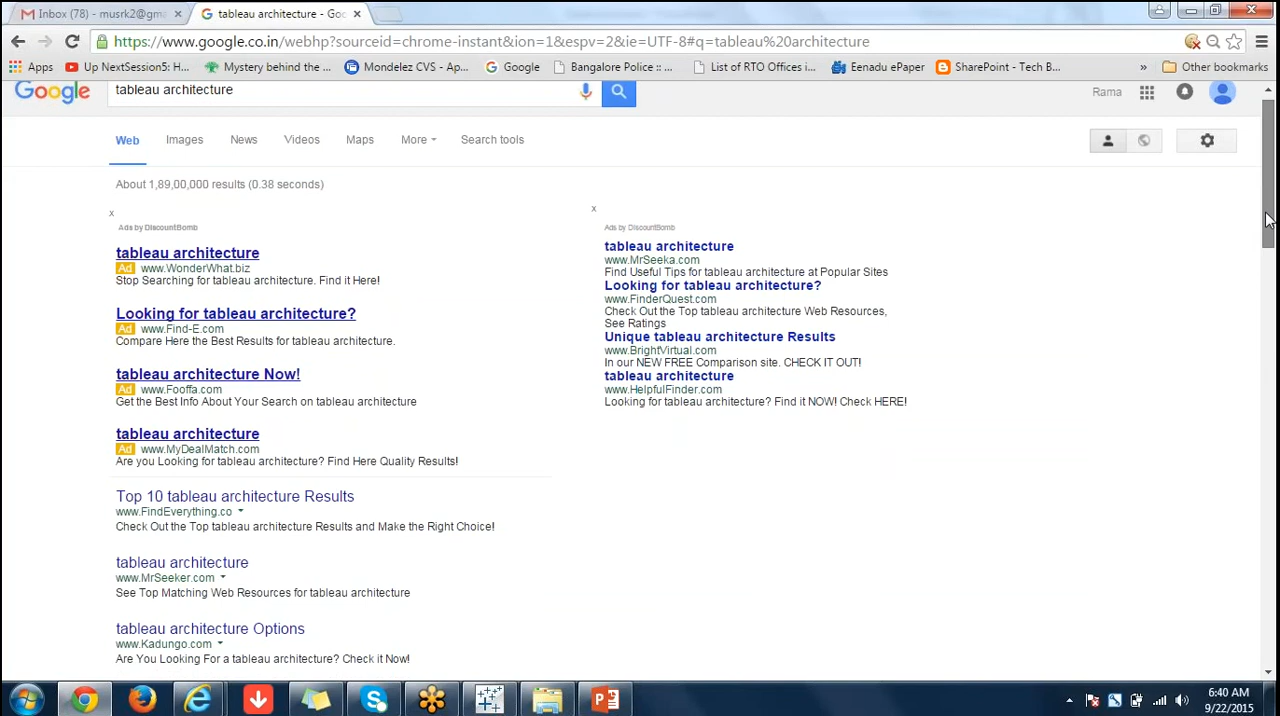 Inbox (78) - musrk2@gma
tableau architecture - Goo
https://www.google.co.in/webhp?sourceid=chrome-instant&ion=1&espv=2&ie=UTF-8#q=tableau%20architecture
Apps
Up NextSession5: H...
Mystery behind the ...
Mondelez CVS - Ap...
Google
Bangalore Police :: ...
List of RTO Offices i...
Eenadu ePaper
SharePoint - Tech B...
»
Other bookmarks
Google
tableau architecture
Rama
Web
Images
News
Videos
Maps
More
Search tools
About 1,89,00,000 results (0.38 seconds)
x
Ads by DiscountBomb
tableau architecture
Ad www.WonderWhat.biz
Stop Searching for tableau architecture. Find it Here!
Looking for tableau architecture?
Ad www.Find-E.com
Compare Here the Best Results for tableau architecture.
tableau architecture Now!
Ad www.Fooffa.com
Get the Best Info About Your Search on tableau architecture
tableau architecture
Ad www.MyDealMatch.com
Are you Looking for tableau architecture? Find Here Quality Results!
Top 10 tableau architecture Results
www.FindEverything.co
Check Out the Top tableau architecture Results and Make the Right Choice!
tableau architecture
www.MrSeeker.com
See Top Matching Web Resources for tableau architecture
tableau architecture Options
www.Kadungo.com
Are You Looking For a tableau architecture? Check it Now!
x
Ads by DiscountBomb
tableau architecture
www.MrSeeka.com
Find Useful Tips for tableau architecture at Popular Sites
Looking for tableau architecture?
www.FinderQuest.com
Check Out the Top tableau architecture Web Resources,
See Ratings
Unique tableau architecture Results
www.BrightVirtual.com
In our NEW FREE Comparison site. CHECK IT OUT!
tableau architecture
www.HelpfulFinder.com
Looking for tableau architecture? Find it NOW! Check HERE!
6:40 AM
9/22/2015